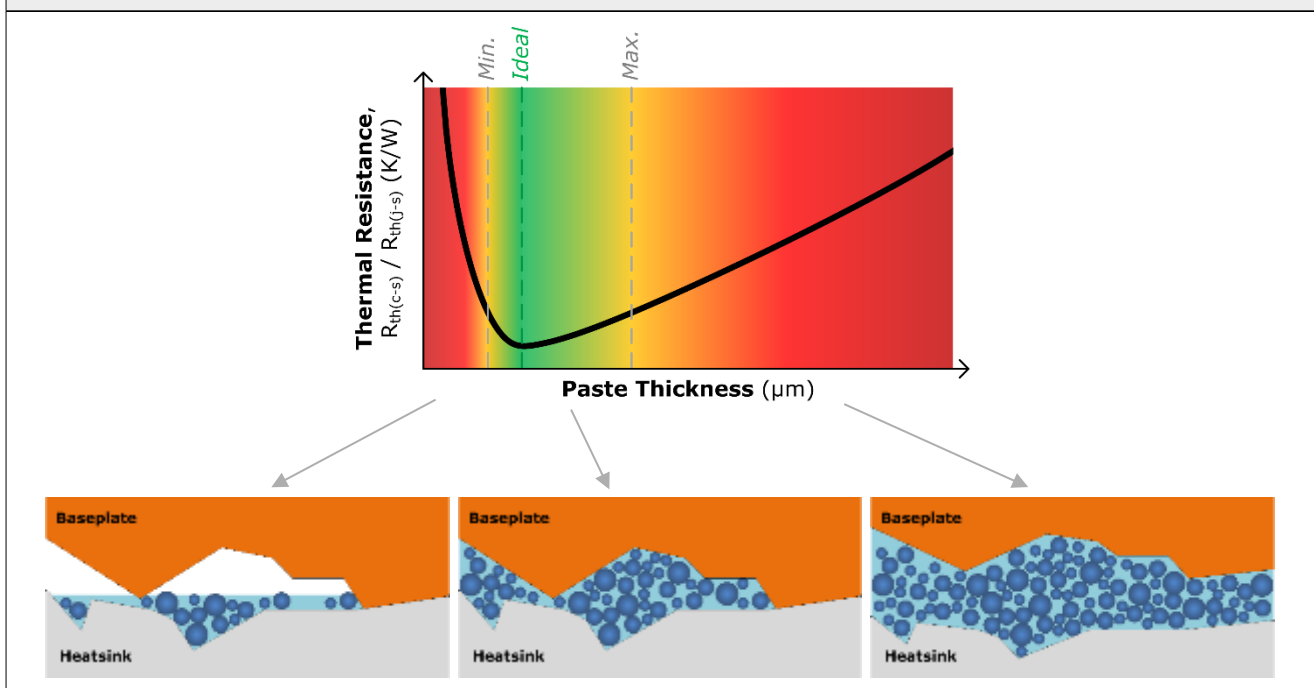 Min.
Ideal
Max.
Thermal Resistance,
Rth(c-s) / Rth(j-s) (K/W)
Paste Thickness (µm)
Baseplate
Heatsink
Baseplate
Heatsink
Baseplate
Heatsink